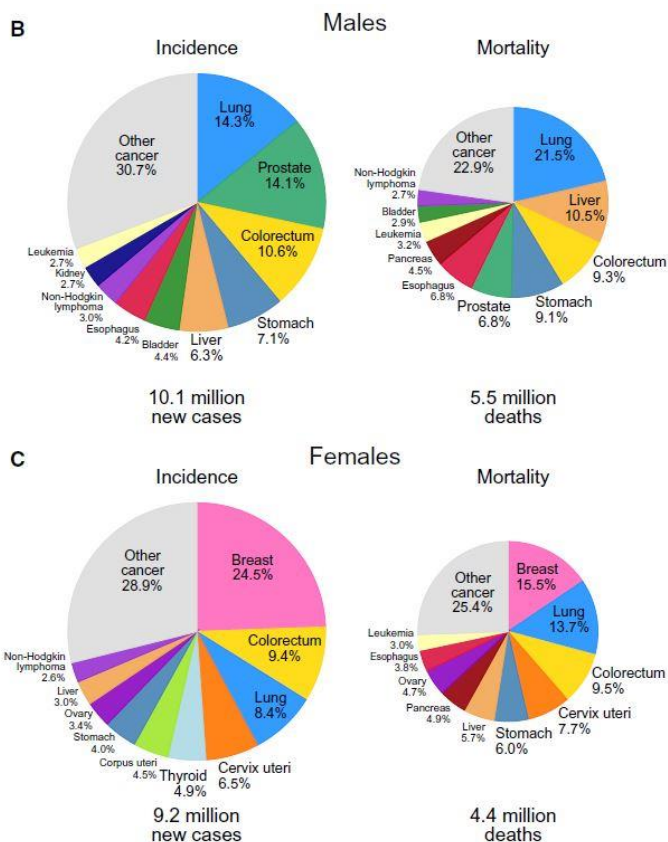 B
Males
Incidence
Lung
14.3%
Prostate
14.1%
Colorectum
10.6%
Stomach
7.1%
Liver
6.3%
Bladder
4.4%
Esophagus
4.2%
Non-Hodgkin
lymphoma
3.0%
Kidney
2.7%
Leukemia
2.7%
Other
cancer
30.7%
10.1 million
new cases
Mortality
Lung
21.5%
Liver
10.5%
Colorectum
9.3%
Stomach
9.1%
Prostate
6.8%
Esophagus
6.8%
Pancreas
4.5%
Leukemia
3.2%
Bladder
2.9%
Non-Hodgkin
lymphoma
2.7%
Other
cancer
22.9%
5.5 million
deaths
C
Females
Incidence
Breast
24.5%
Colorectum
9.4%
Lung
8.4%
Cervix uteri
6.5%
Thyroid
4.9%
Corpus uteri
4.5%
Stomach
4.0%
Ovary
3.4%
Liver
3.0%
Non-Hodgkin
lymphoma
2.6%
Other
cancer
28.9%
9.2 million
new cases
Mortality
Breast
15.5%
Lung
13.7%
Colorectum
9.5%
Cervix uteri
7.7%
Stomach
6.0%
Liver
5.7%
Pancreas
4.9%
Ovary
4.7%
Esophagus
3.8%
Leukemia
3.0%
Other
cancer
25.4%
4.4 million
deaths